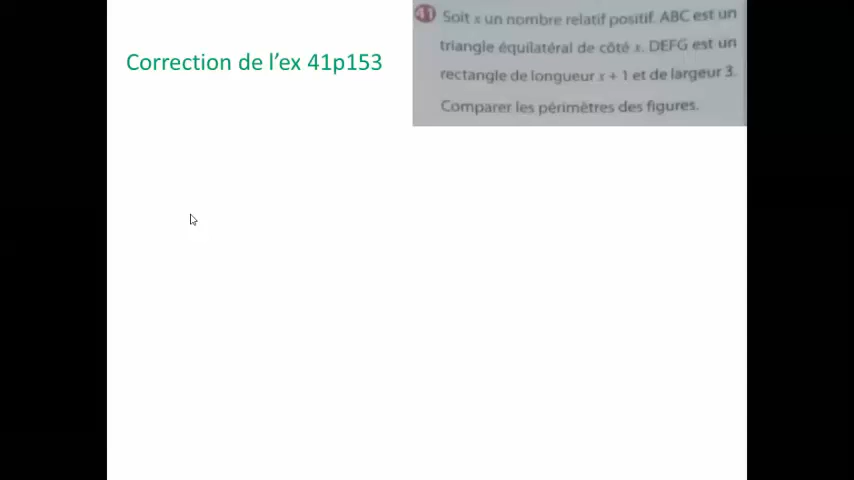 Correction de l'ex 41p153
41 Soit x un nombre relatif positif. ABC est un
triangle équilatéral de côté x. DEFG est un
rectangle de longueur x + 1 et de largeur 3.
Comparer les périmètres des figures.